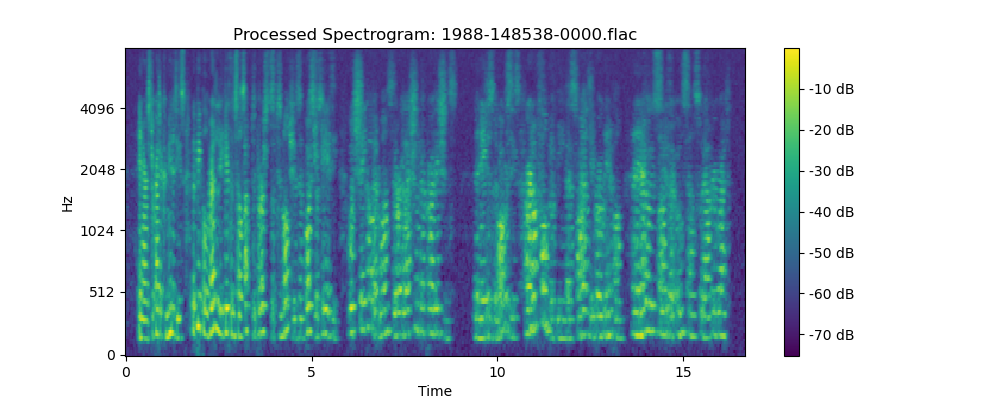 Processed Spectrogram: 1988-148538-0000.flac
Hz
4096
2048
1024
512
0
0 5 10 15
Time
-10 dB
-20 dB
-30 dB
-40 dB
-50 dB
-60 dB
-70 dB